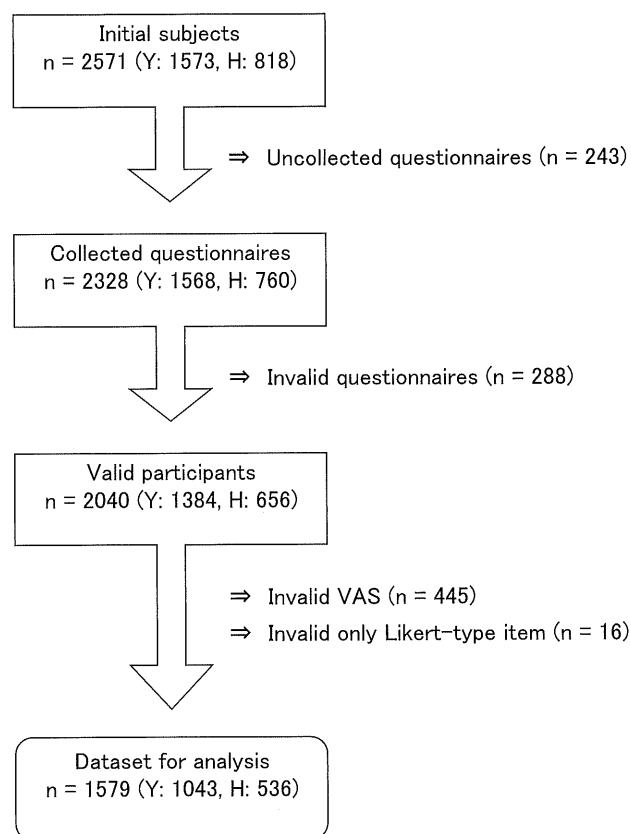 Initial subjects
n = 2571 (Y: 1573, H: 818)
⇒ Uncollected questionnaires (n = 243)
Collected questionnaires
n = 2328 (Y: 1568, H: 760)
⇒ Invalid questionnaires (n = 288)
Valid participants
n = 2040 (Y: 1384, H: 656)
⇒ Invalid VAS (n = 445)
⇒ Invalid only Likert-type item (n = 16)
Dataset for analysis
n = 1579 (Y: 1043, H: 536)